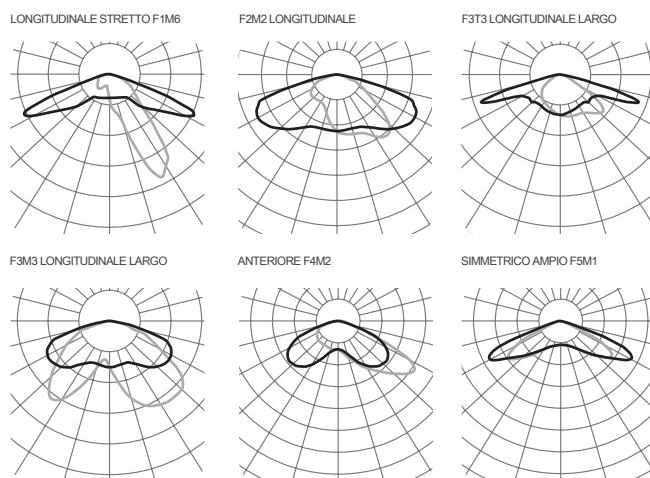 LONGITUDINALE STRETTO F1M6
F2M2 LONGITUDINALE
F3T3 LONGITUDINALE LARGO
F3M3 LONGITUDINALE LARGO
ANTERIORE F4M2
SIMMETRICO AMPIO F5M1